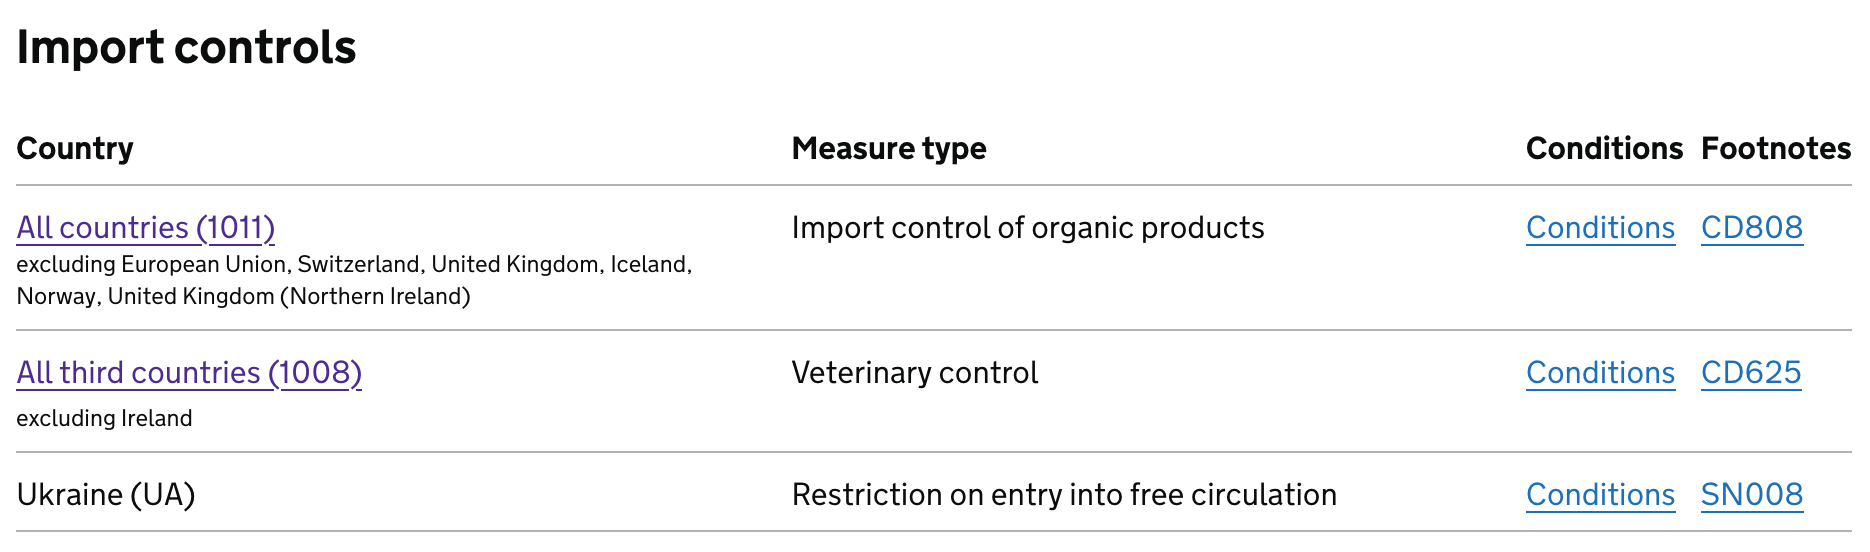 Import controls
Country Measure type Conditions Footnotes
All countries (1011) Import control of organic products Conditions CD808
excluding European Union, Switzerland, United Kingdom, Iceland,
Norway, United Kingdom (Northern Ireland)
All third countries (1008) Veterinary control Conditions CD625
excluding Ireland
Ukraine (UA) Restriction on entry into free circulation Conditions SN008